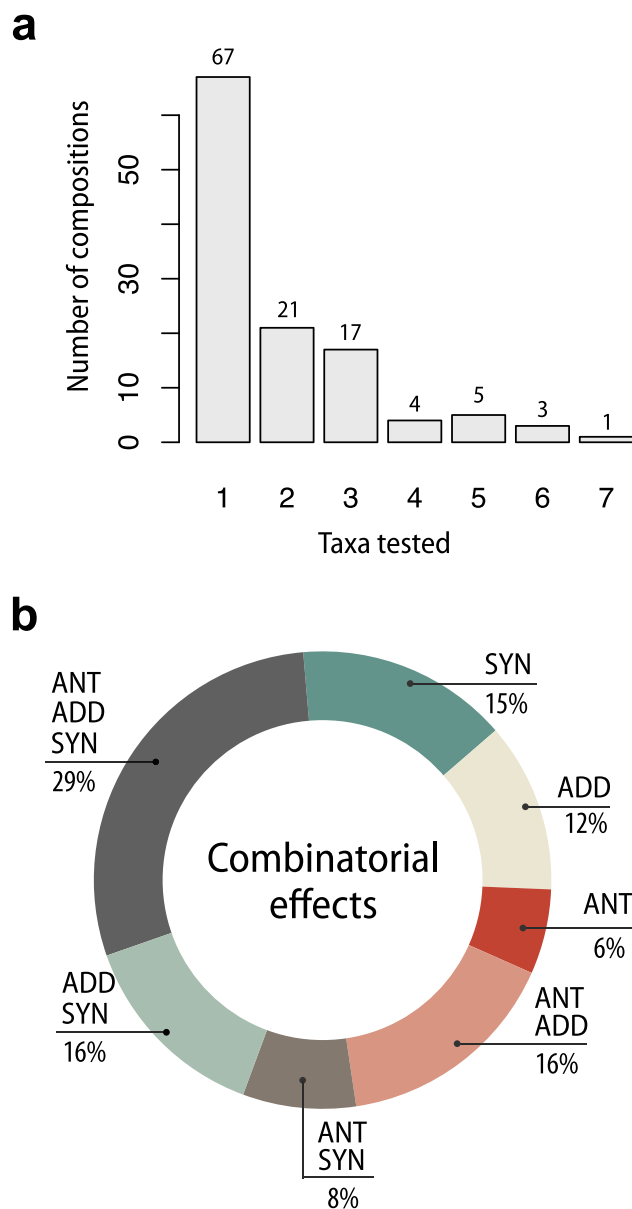 a
67
21
17
4
5
3
1
Number of compositions
50
30
10
0
1 2 3 4 5 6 7
Taxa tested
b
SYN
15%
ANT
ADD
SYN
29%
ADD
12%
Combinatorial
effects
ANT
6%
ADD
SYN
16%
ANT
ADD
16%
ANT
SYN
8%